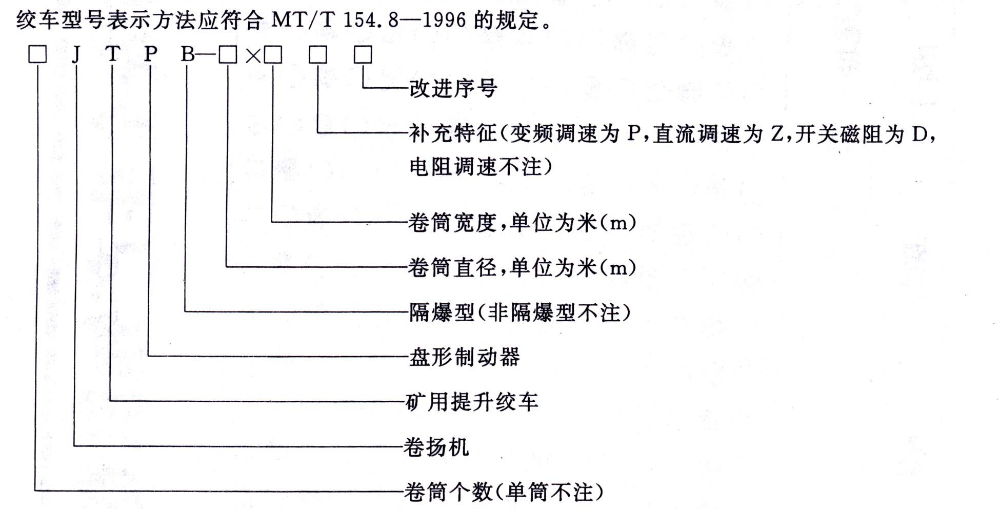 绞车型号表示方法应符合 MT/T 154.8—1996 的规定。
□ J T P B—□×□ □ □
改进序号
补充特征(变频调速为 P,直流调速为 Z,开关磁阻为 D,
电阻调速不注)
卷筒宽度,单位为米(m)
卷筒直径,单位为米(m)
隔爆型(非隔爆型不注)
盘形制动器
矿用提升绞车
卷扬机
卷筒个数(单筒不注)